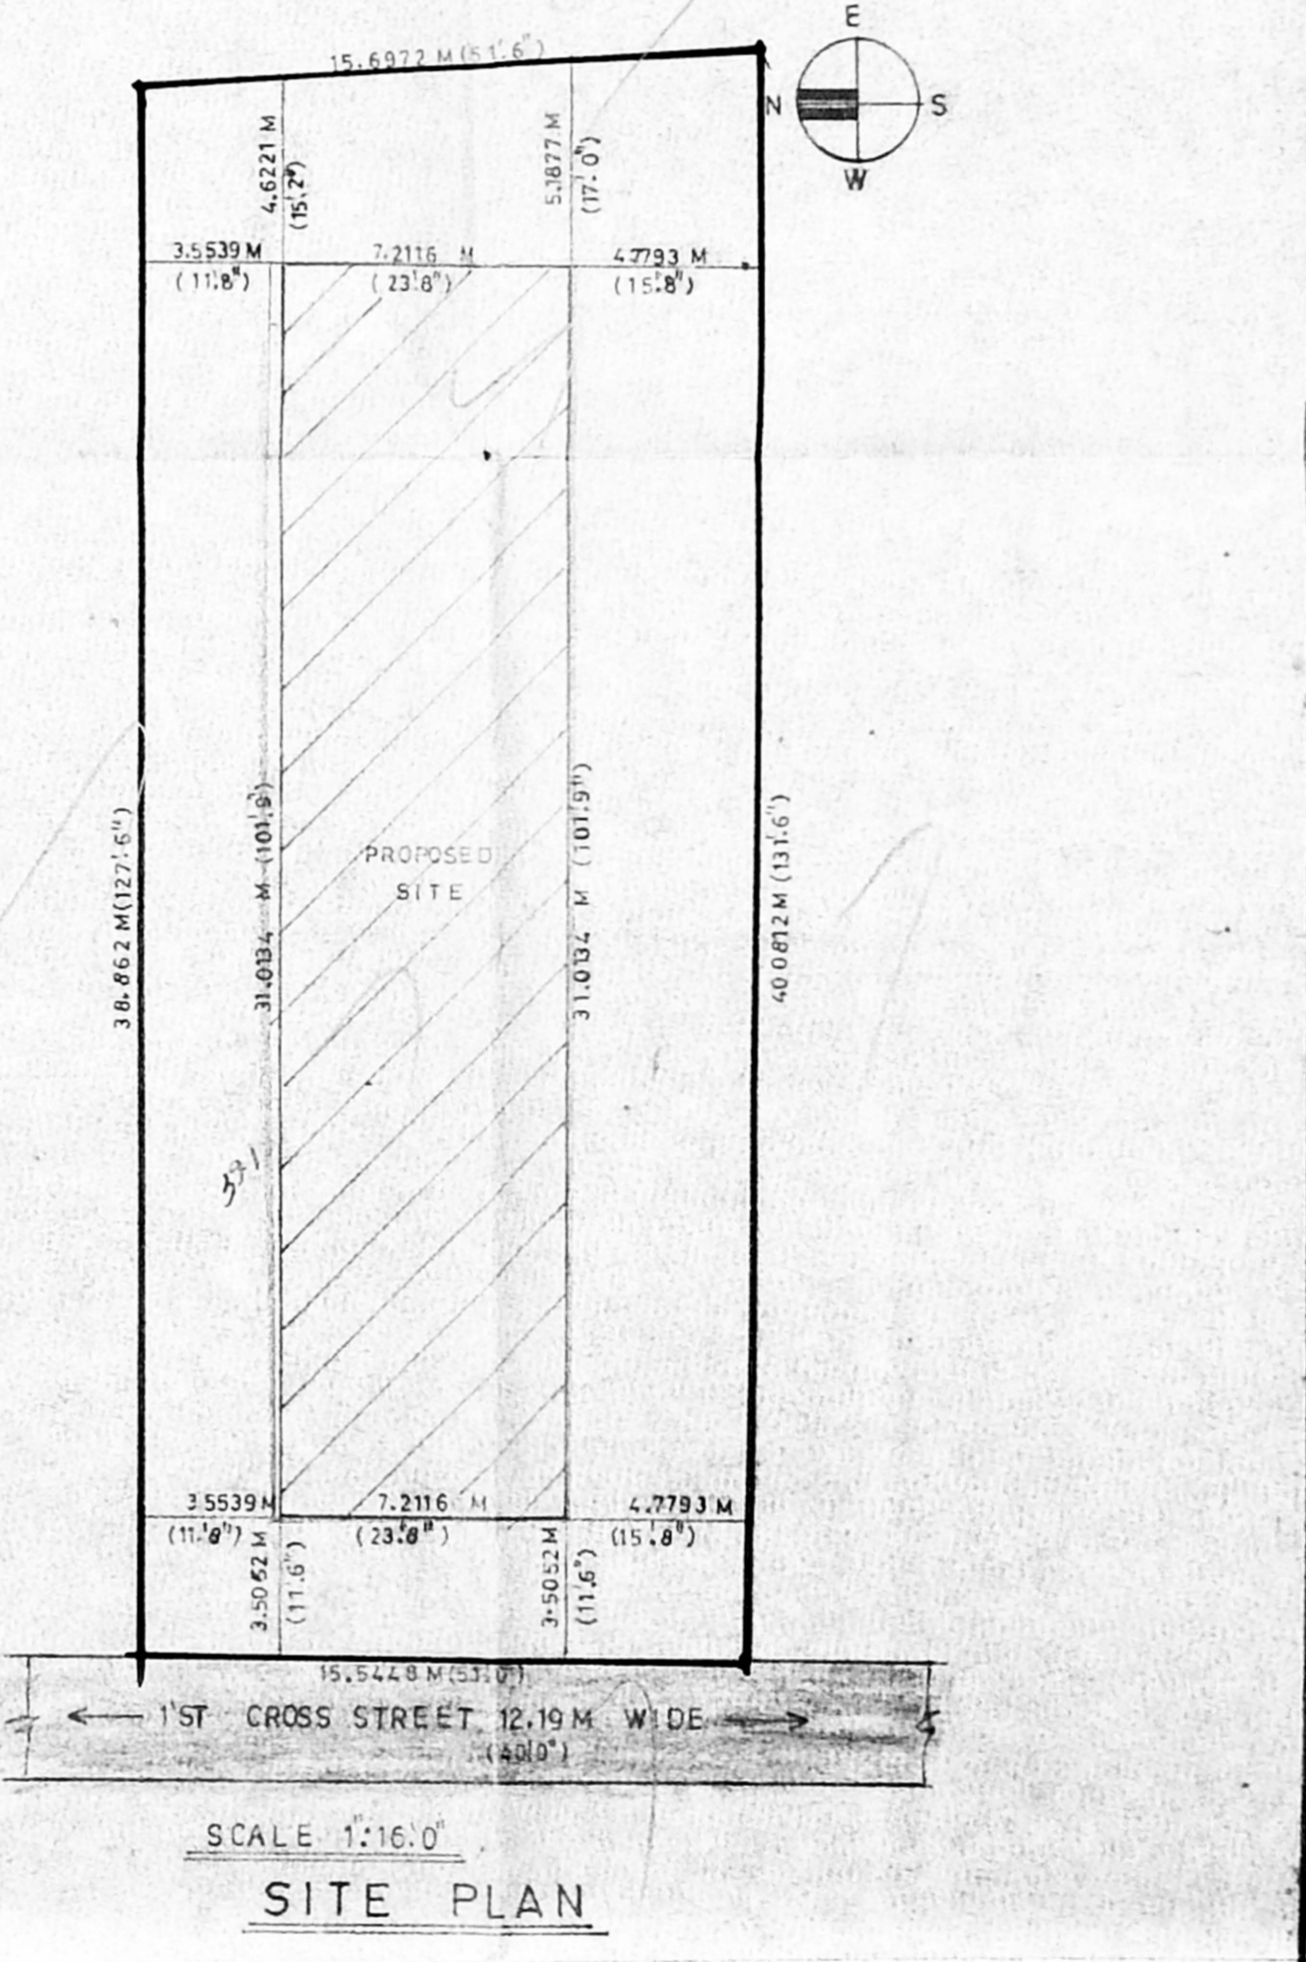 E
15.6972 M (51'.6")
N
S
W
4.6221 M
(15'.2")
5.1877 M
(17'.0")
3.5539 M
7.2116 M
4.7793 M
(11'.8")
(23'.8")
(15'.8")
38.862 M (127'.6")
31.0134 M (101'.9")
PROPOSED
SITE
31.0134 M (101'.9")
40.0812 M (131'.6")
3.5539 M
7.2116 M
4.7793 M
(11'.8")
(23'.8")
(15'.8")
3.5052 M
(11'.6")
3.5052 M
(11'.6")
15.5448 M (51'.0")
1'ST CROSS STREET 12.19 M WIDE
(40'.0")
SCALE 1":16'.0"
SITE PLAN